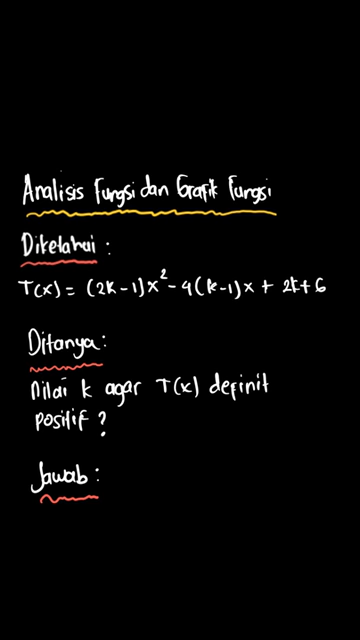 Analisis Fungsi dan Grafik Fungsi
Diketahui :
T(x) = (2k-1)x² - 4(k-1)x + 2k+6
Ditanya:
Nilai k agar T(x) definit
positif ?
Jawab :